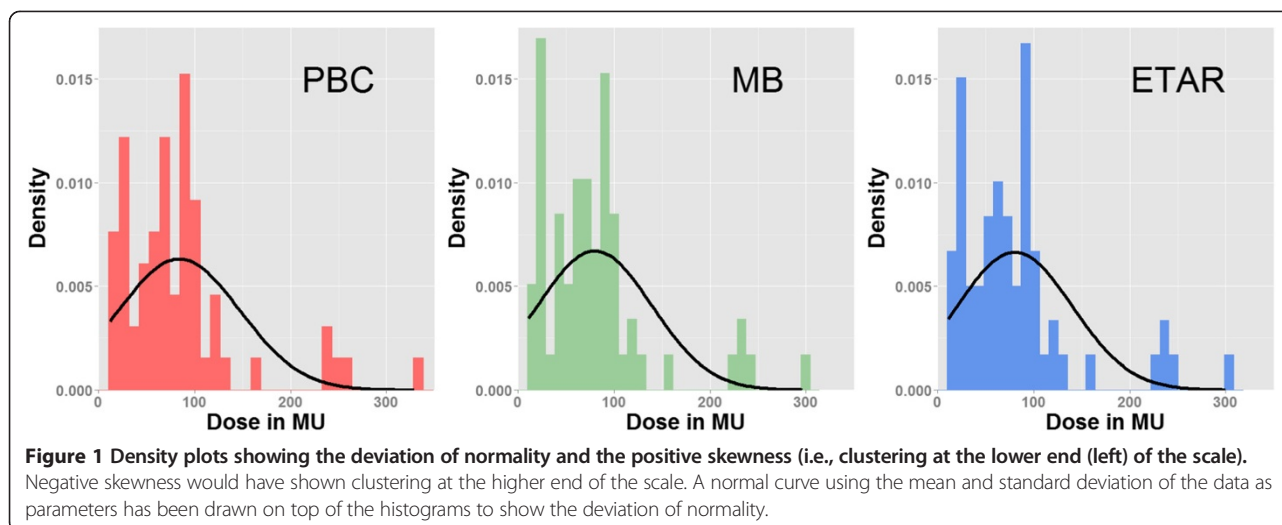 PBC
MB
ETAR
Density
0.015
0.010
0.005
0.000
0
100
200
300
Dose in MU
Density
0.015
0.010
0.005
0.000
0
100
200
300
Dose in MU
Density
0.015
0.010
0.005
0.000
0
100
200
300
Dose in MU
Figure 1 Density plots showing the deviation of normality and the positive skewness (i.e., clustering at the lower end (left) of the scale).
Negative skewness would have shown clustering at the higher end of the scale. A normal curve using the mean and standard deviation of the data as
parameters has been drawn on top of the histograms to show the deviation of normality.